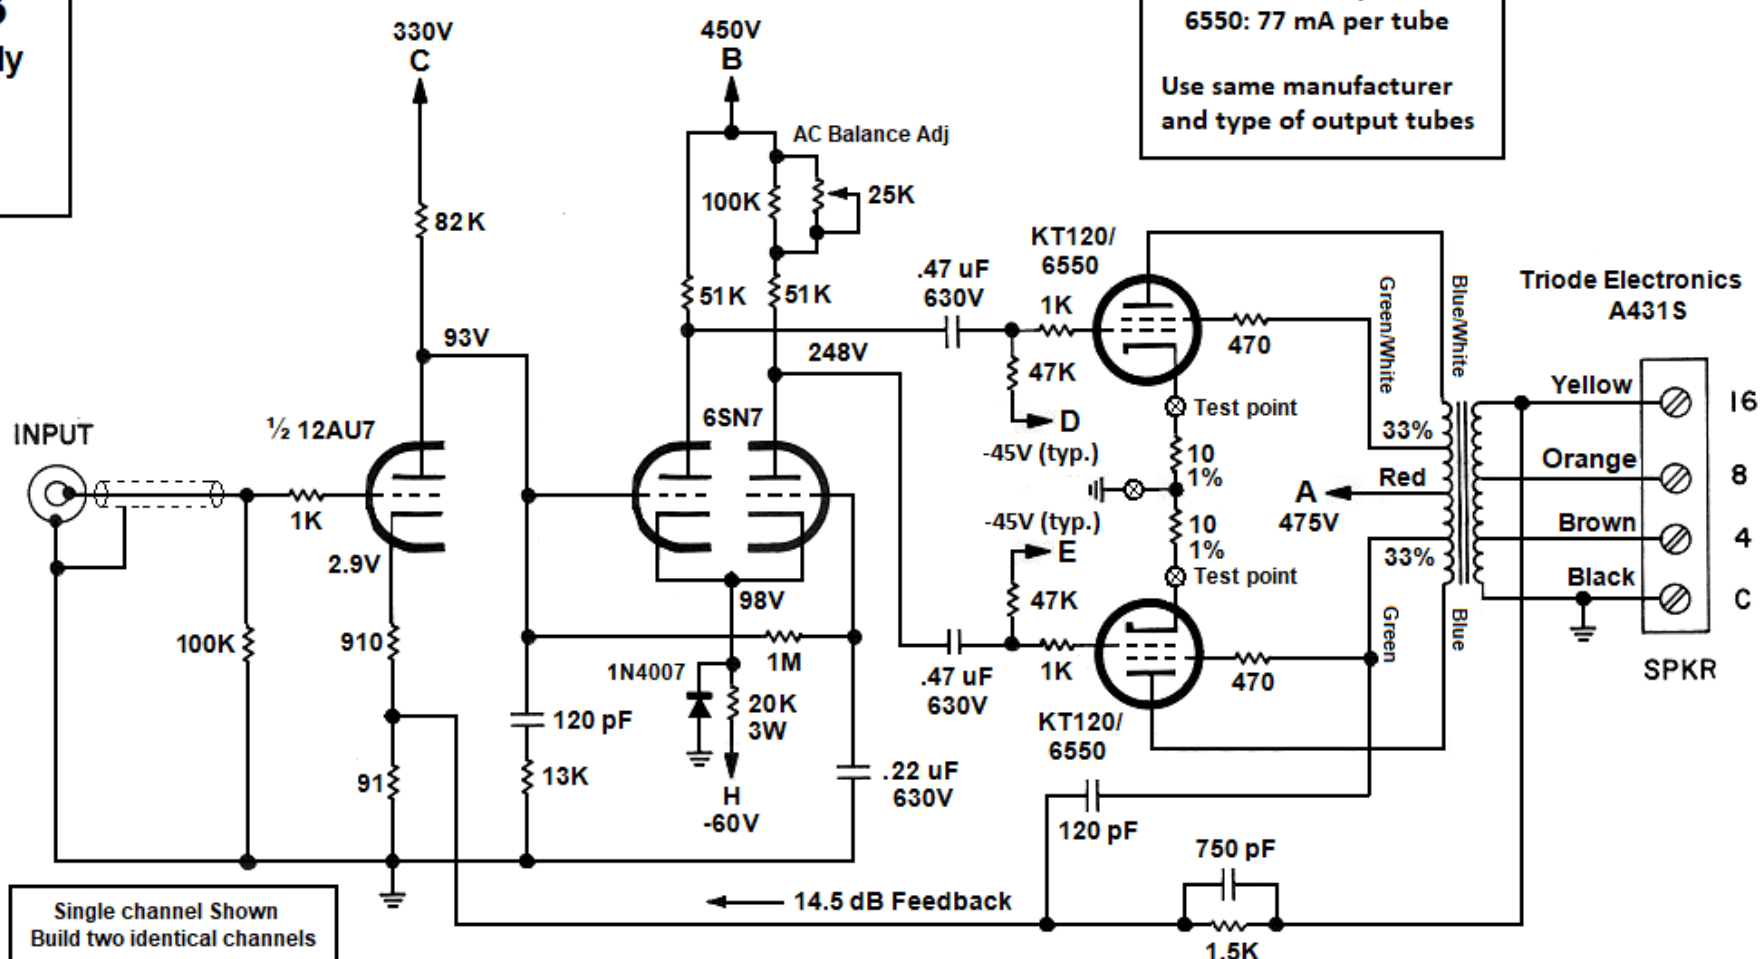 6550: 77 mA per tube
Use same manufacturer
and type of output tubes
330V
C
450V
B
AC Balance Adj
82K
100K
25K
51K
51K
93V
248V
.47 uF
630V
KT120/
6550
1K
47K
D
-45V (typ.)
470
Green/White
Blue/White
Triode Electronics
A431S
Test point
10
1%
33%
Red
A
475V
-45V (typ.)
E
10
1%
Test point
33%
47K
1K
.47 uF
630V
KT120/
6550
470
Green
Blue
Yellow
16
Orange
8
Brown
4
Black
C
SPKR
INPUT
1K
½ 12AU7
2.9V
6SN7
98V
100K
910
91
1M
1N4007
20K
3W
H
-60V
120 pF
13K
.22 uF
630V
120 pF
750 pF
14.5 dB Feedback
1.5K
Single channel Shown
Build two identical channels